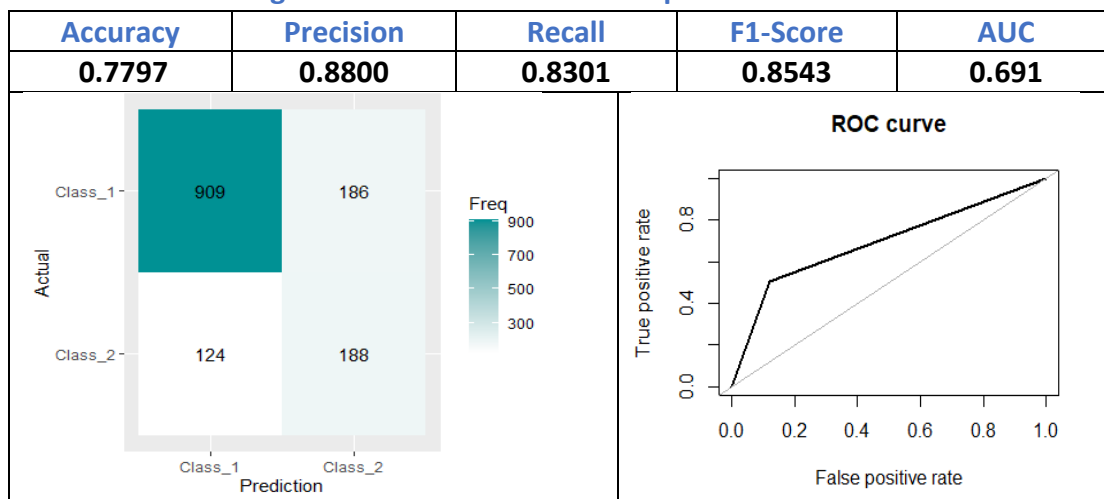 Accuracy Precision Recall F1-Score AUC
0.7797 0.8800 0.8301 0.8543 0.691
Class_1
909 186
Class_2
124 188
Actual
Class_1 Class_2
Prediction
Freq
900
700
500
300
ROC curve
True positive rate
0.8
0.4
0.0
0.0 0.2 0.4 0.6 0.8 1.0
False positive rate